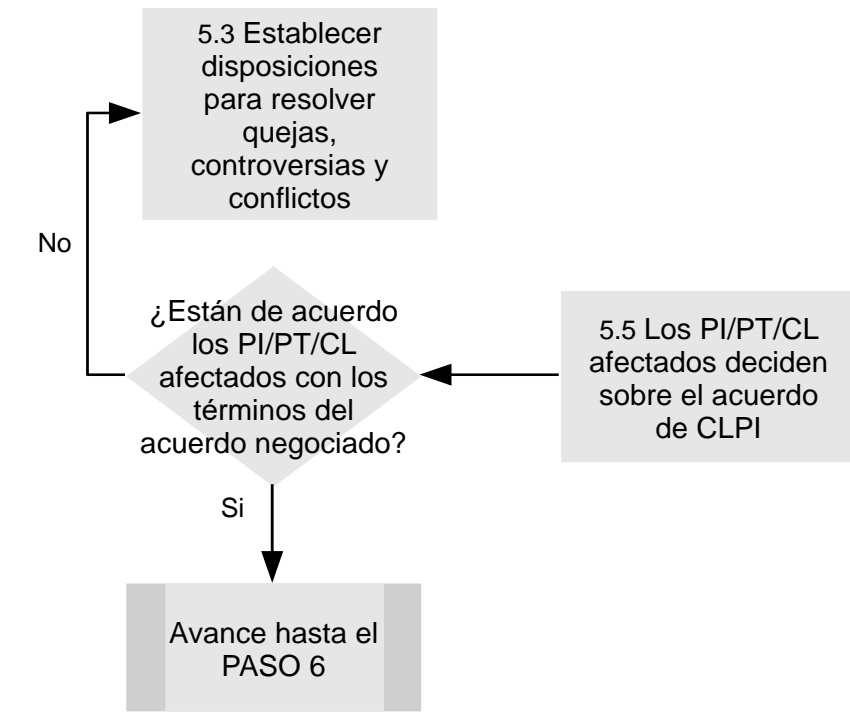 5.3 Establecer
disposiciones
para resolver
quejas,
controversias y
conflictos
No
¿Están de acuerdo
los PI/PT/CL
afectados con los
términos del
acuerdo negociado?
5.5 Los PI/PT/CL
afectados deciden
sobre el acuerdo
de CLPI
Si
Avance hasta el
PASO 6